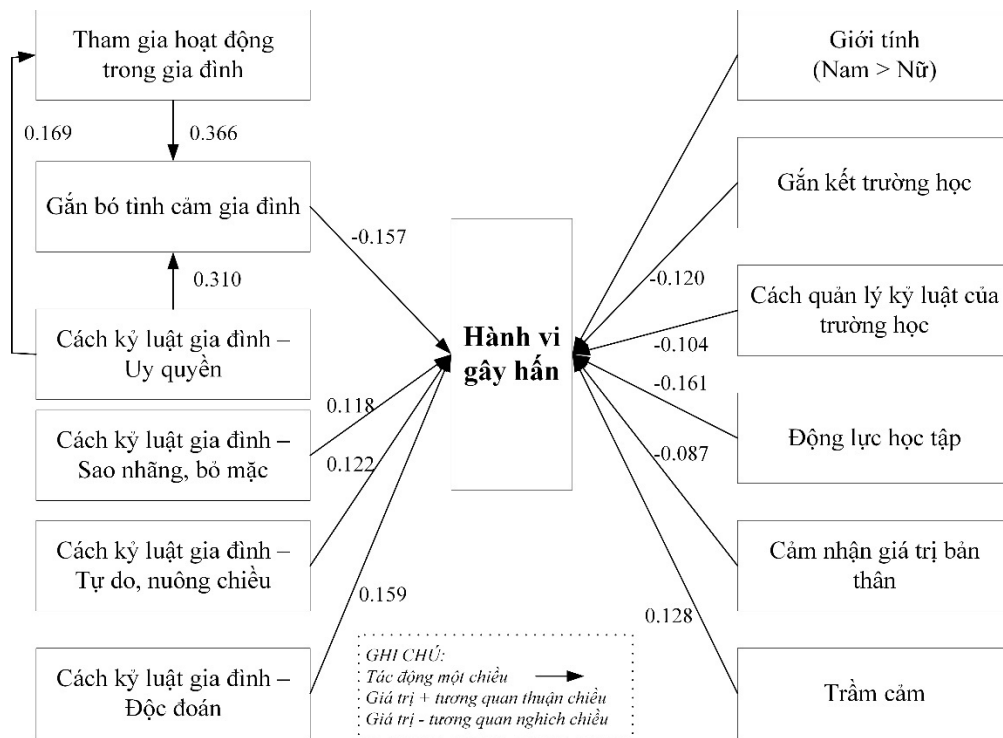 Tham gia hoạt động
trong gia đình
0.169
0.366
Gắn bó tình cảm gia đình
-0.157
0.310
Cách kỷ luật gia đình –
Uy quyền
0.118
Cách kỷ luật gia đình –
Sao nhãng, bỏ mặc
0.122
Cách kỷ luật gia đình –
Tự do, nuông chiều
0.159
Cách kỷ luật gia đình –
Độc đoán
Hành vi
gây hấn
GHI CHÚ:
Tác động một chiều
Giá trị + tương quan thuận chiều
Giá trị - tương quan nghich chiều
Giới tính
(Nam > Nữ)
Gắn kết trường học
-0.120
Cách quản lý kỷ luật của
trường học
-0.104
-0.161
Động lực học tập
-0.087
Cảm nhận giá trị bản
thân
0.128
Trầm cảm